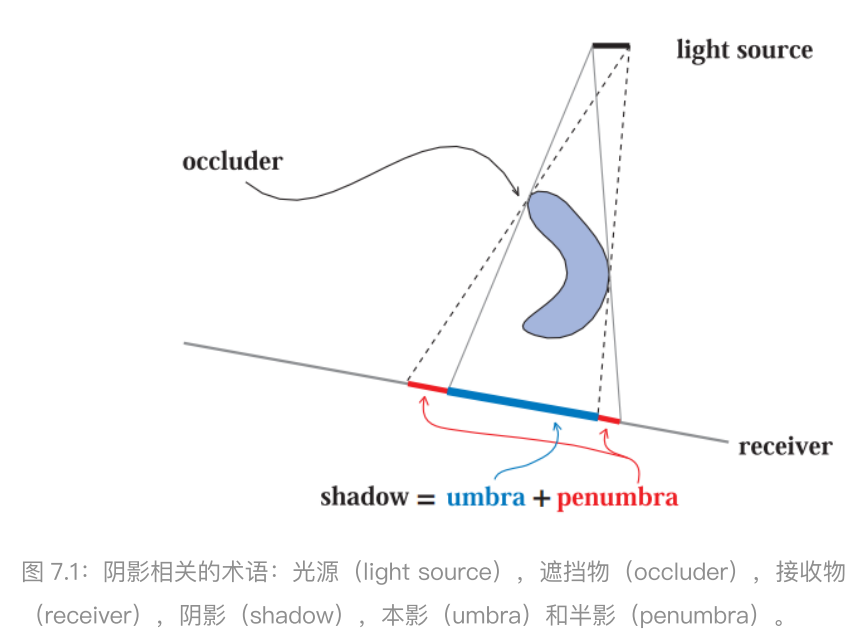 light source
occluder
receiver
shadow = umbra + penumbra
图 7.1：阴影相关的术语：光源（light source），遮挡物（occluder），接收物
（receiver），阴影（shadow），本影（umbra）和半影（penumbra）。